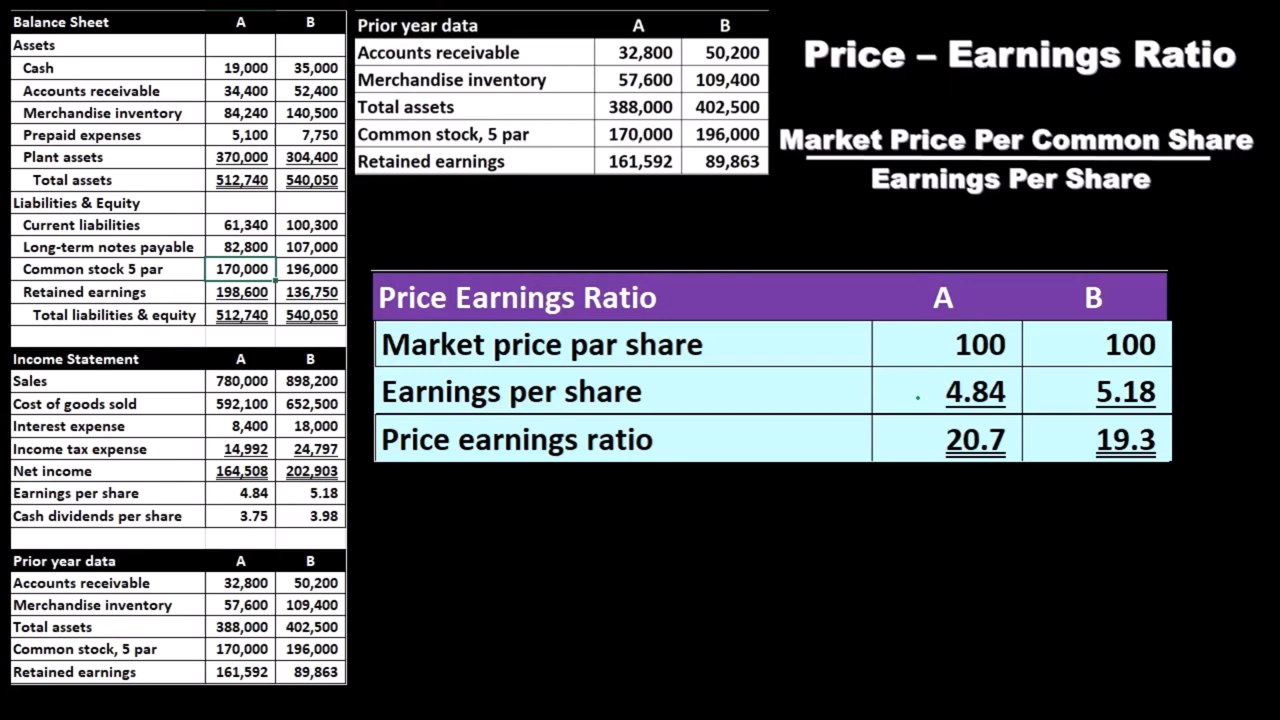 Balance Sheet A B
Assets
Cash 19,000 35,000
Accounts receivable 34,400 52,400
Merchandise inventory 84,240 140,500
Prepaid expenses 5,100 7,750
Plant assets 370,000 304,400
Total assets 512,740 540,050
Liabilities & Equity
Current liabilities 61,340 100,300
Long-term notes payable 82,800 107,000
Common stock 5 par 170,000 196,000
Retained earnings 198,600 136,750
Total liabilities & equity 512,740 540,050
Income Statement A B
Sales 780,000 898,200
Cost of goods sold 592,100 652,500
Interest expense 8,400 18,000
Income tax expense 14,992 24,797
Net income 164,508 202,903
Earnings per share 4.84 5.18
Cash dividends per share 3.75 3.98
Prior year data A B
Accounts receivable 32,800 50,200
Merchandise inventory 57,600 109,400
Total assets 388,000 402,500
Common stock, 5 par 170,000 196,000
Retained earnings 161,592 89,863
Prior year data A B
Accounts receivable 32,800 50,200
Merchandise inventory 57,600 109,400
Total assets 388,000 402,500
Common stock, 5 par 170,000 196,000
Retained earnings 161,592 89,863
Price – Earnings Ratio
Market Price Per Common Share
Earnings Per Share
Price Earnings Ratio A B
Market price par share 100 100
Earnings per share 4.84 5.18
Price earnings ratio 20.7 19.3